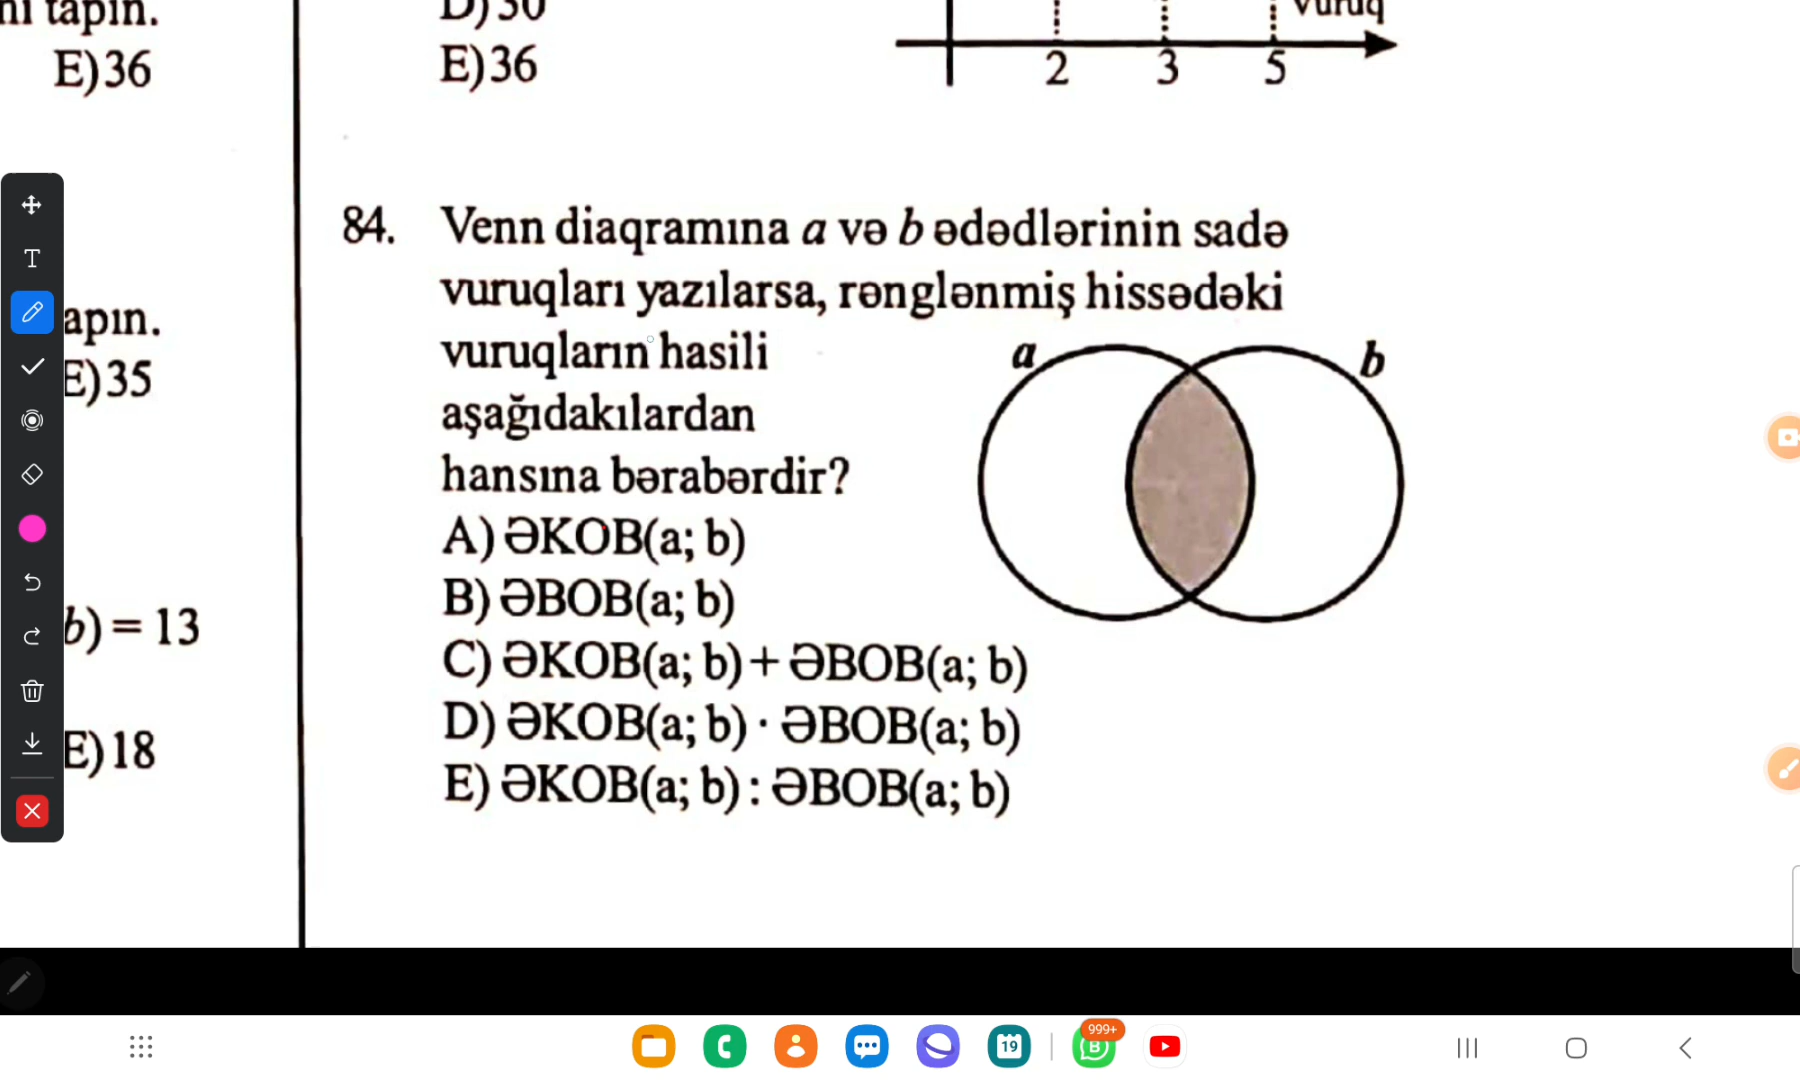 nı tapın.
E)36
D)30
E)36
vuruq
2 3 5
84. Venn diaqramına a və b ədədlərinin sadə
vuruqları yazılarsa, rənglənmiş hissədəki
vuruqların hasili
aşağıdakılardan
hansına bərabərdir?
A) ƏKOB(a; b)
B) ƏBOB(a; b)
C) ƏKOB(a; b) + ƏBOB(a; b)
D) ƏKOB(a; b) · ƏBOB(a; b)
E) ƏKOB(a; b) : ƏBOB(a; b)
a b
apın.
E)35
b) = 13
E)18
T
19
999+
B